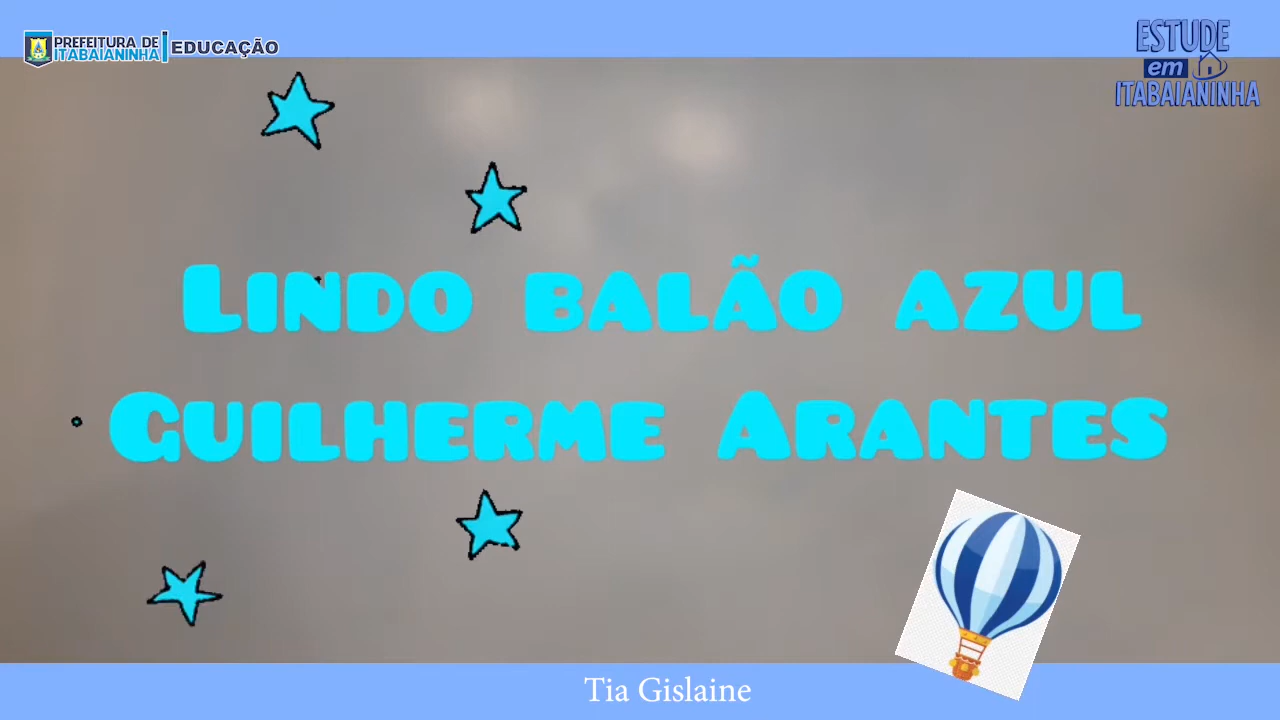 PREFEITURA DE
ITABAIANINHA
EDUCAÇÃO
ESTUDE
em
ITABAIANINHA
Lindo balão azul
Guilherme Arantes
Tia Gislaine